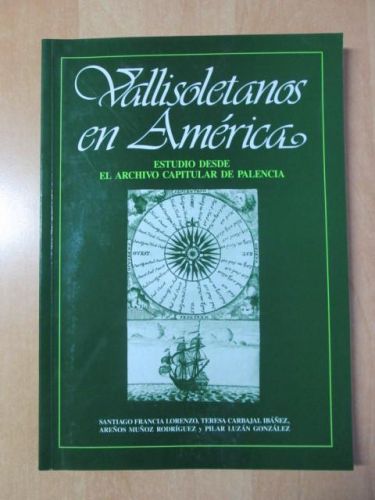 Vallisoletanos
en América
ESTUDIO DESDE
EL ARCHIVO CAPITULAR DE PALENCIA
SANTIAGO FRANCIA LORENZO, TERESA CARBAJAL IBÁÑEZ,
AREÑOS MUÑOZ RODRÍGUEZ y PILAR LUZÁN GONZÁLEZ